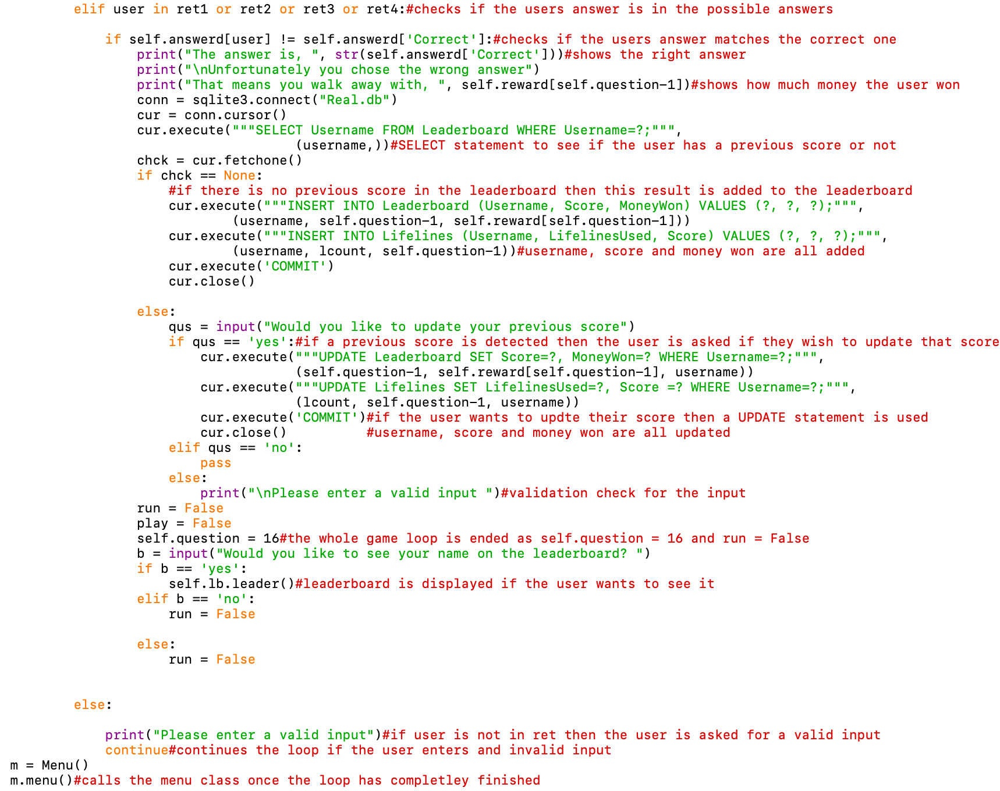 elif user in ret1 or ret2 or ret3 or ret4:#checks if the users answer is in the possible answers
if self.answerd[user] != self.answerd['Correct']:#checks if the users answer matches the correct one
print("The answer is, ", str(self.answerd['Correct']))#shows the right answer
print("\nUnfortunately you chose the wrong answer")
print("That means you walk away with, ", self.reward[self.question-1])#shows how much money the user won
conn = sqlite3.connect("Real.db")
cur = conn.cursor()
cur.execute("""SELECT Username FROM Leaderboard WHERE Username=?;""",
(username,))#SELECT statement to see if the user has a previous score or not
chck = cur.fetchone()
if chck == None:
#if there is no previous score in the leaderboard then this result is added to the leaderboard
cur.execute("""INSERT INTO Leaderboard (Username, Score, MoneyWon) VALUES (?, ?, ?);""",
(username, self.question-1, self.reward[self.question-1]))
cur.execute("""INSERT INTO Lifelines (Username, LifelinesUsed, Score) VALUES (?, ?, ?);""",
(username, lcount, self.question-1))#username, score and money won are all added
cur.execute('COMMIT')
cur.close()
else:
qus = input("Would you like to update your previous score")
if qus == 'yes':#if a previous score is detected then the user is asked if they wish to update that score
cur.execute("""UPDATE Leaderboard SET Score=?, MoneyWon=? WHERE Username=?;""",
(self.question-1, self.reward[self.question-1], username))
cur.execute("""UPDATE Lifelines SET LifelinesUsed=?, Score =? WHERE Username=?;""",
(lcount, self.question-1, username))
cur.execute('COMMIT')#if the user wants to updte their score then a UPDATE statement is used
cur.close() #username, score and money won are all updated
elif qus == 'no':
pass
else:
print("\nPlease enter a valid input ")#validation check for the input
run = False
play = False
self.question = 16#the whole game loop is ended as self.question = 16 and run = False
b = input("Would you like to see your name on the leaderboard? ")
if b == 'yes':
self.lb.leader()#leaderboard is displayed if the user wants to see it
elif b == 'no':
run = False
else:
run = False
else:
print("Please enter a valid input")#if user is not in ret then the user is asked for a valid input
continue#continues the loop if the user enters and invalid input
m = Menu()
m.menu()#calls the menu class once the loop has completley finished